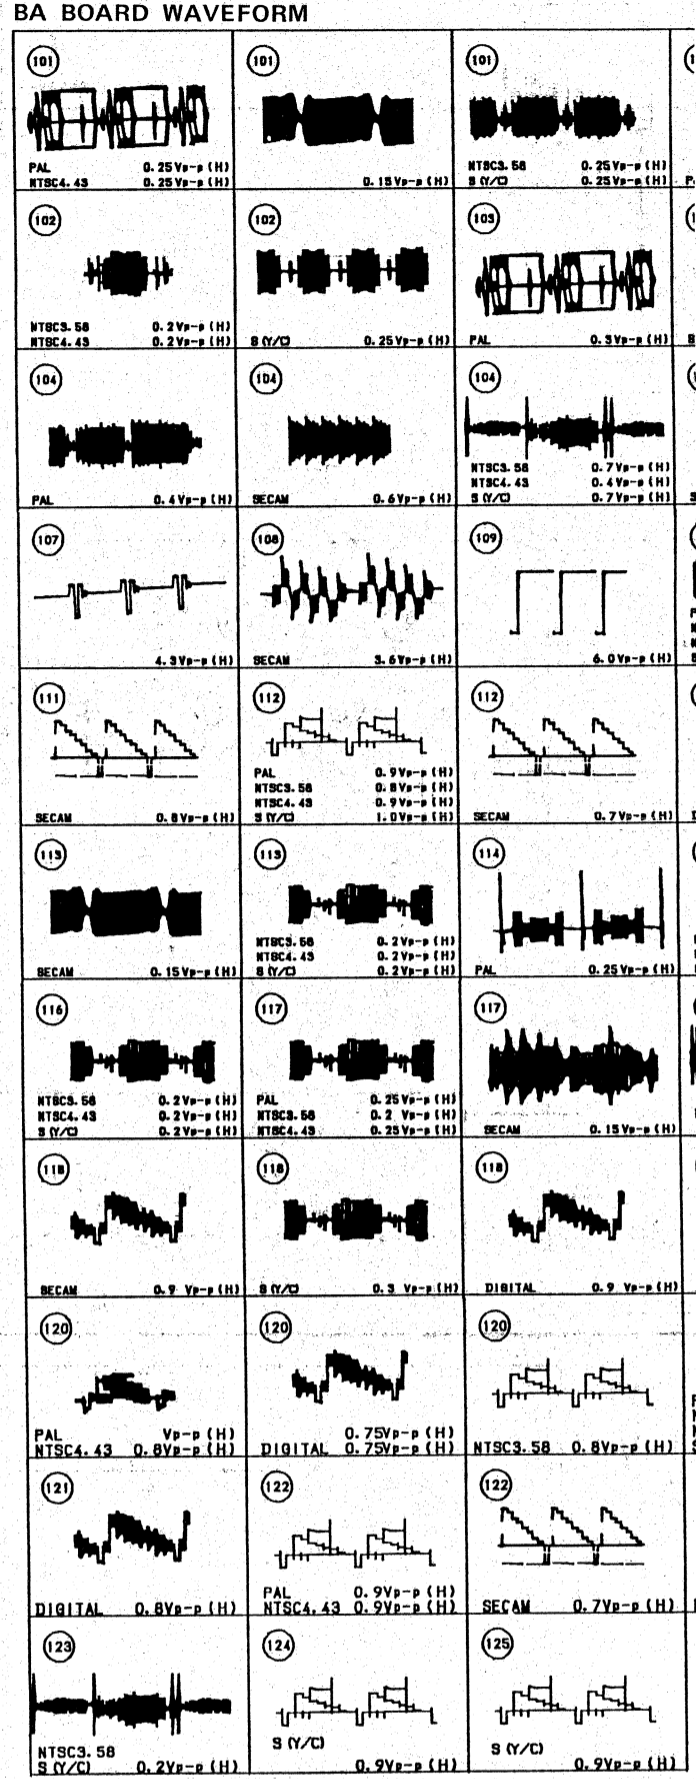 BA BOARD WAVEFORM
101
PAL 0.25Vp-p (H)
NTSC4.43 0.25Vp-p (H)
101
0.15Vp-p (H)
101
NTSC3.58 0.25Vp-p (H)
S (Y/C) 0.25Vp-p (H)
102
NTSC3.58 0.2Vp-p (H)
NTSC4.43 0.2Vp-p (H)
102
S (Y/C) 0.25Vp-p (H)
103
PAL 0.3Vp-p (H)
104
PAL 0.4Vp-p (H)
104
SECAM 0.6Vp-p (H)
104
NTSC3.58 0.7Vp-p (H)
NTSC4.43 0.4Vp-p (H)
S (Y/C) 0.7Vp-p (H)
107
4.3Vp-p (H)
108
SECAM 3.6Vp-p (H)
109
6.0Vp-p (H)
111
SECAM 0.8Vp-p (H)
112
PAL 0.9Vp-p (H)
NTSC3.58 0.8Vp-p (H)
NTSC4.43 0.9Vp-p (H)
S (Y/C) 1.0Vp-p (H)
112
SECAM 0.7Vp-p (H)
113
SECAM 0.15Vp-p (H)
113
NTSC3.58 0.2Vp-p (H)
NTSC4.43 0.2Vp-p (H)
S (Y/C) 0.2Vp-p (H)
114
PAL 0.25Vp-p (H)
116
NTSC3.58 0.2Vp-p (H)
NTSC4.43 0.2Vp-p (H)
S (Y/C) 0.2Vp-p (H)
117
PAL 0.25Vp-p (H)
NTSC3.58 0.2 Vp-p (H)
NTSC4.43 0.25Vp-p (H)
117
SECAM 0.15Vp-p (H)
118
SECAM 0.9 Vp-p (H)
118
S (Y/C) 0.3 Vp-p (H)
118
DIGITAL 0.9 Vp-p (H)
120
PAL Vp-p (H)
NTSC4.43 0.8Vp-p (H)
120
0.75Vp-p (H)
DIGITAL 0.75Vp-p (H)
120
NTSC3.58 0.8Vp-p (H)
121
DIGITAL 0.8Vp-p (H)
122
PAL 0.9Vp-p (H)
NTSC4.43 0.9Vp-p (H)
122
SECAM 0.7Vp-p (H)
123
NTSC3.58
S (Y/C) 0.2Vp-p (H)
124
S (Y/C)
0.9Vp-p (H)
125
S (Y/C)
0.9Vp-p (H)